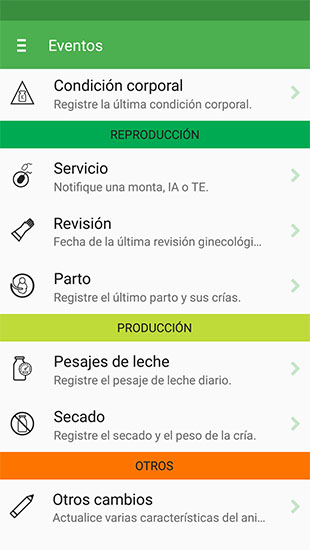 Eventos
Condición corporal
Registre la última condición corporal.
REPRODUCCIÓN
Servicio
Notifique una monta, IA o TE.
Revisión
Fecha de la última revisión ginecológi...
Parto
Registre el último parto y sus crías.
PRODUCCIÓN
Pesajes de leche
Registre el pesaje de leche diario.
Secado
Registre el secado y el peso de la cría.
OTROS
Otros cambios
Actualice varias características del ani...